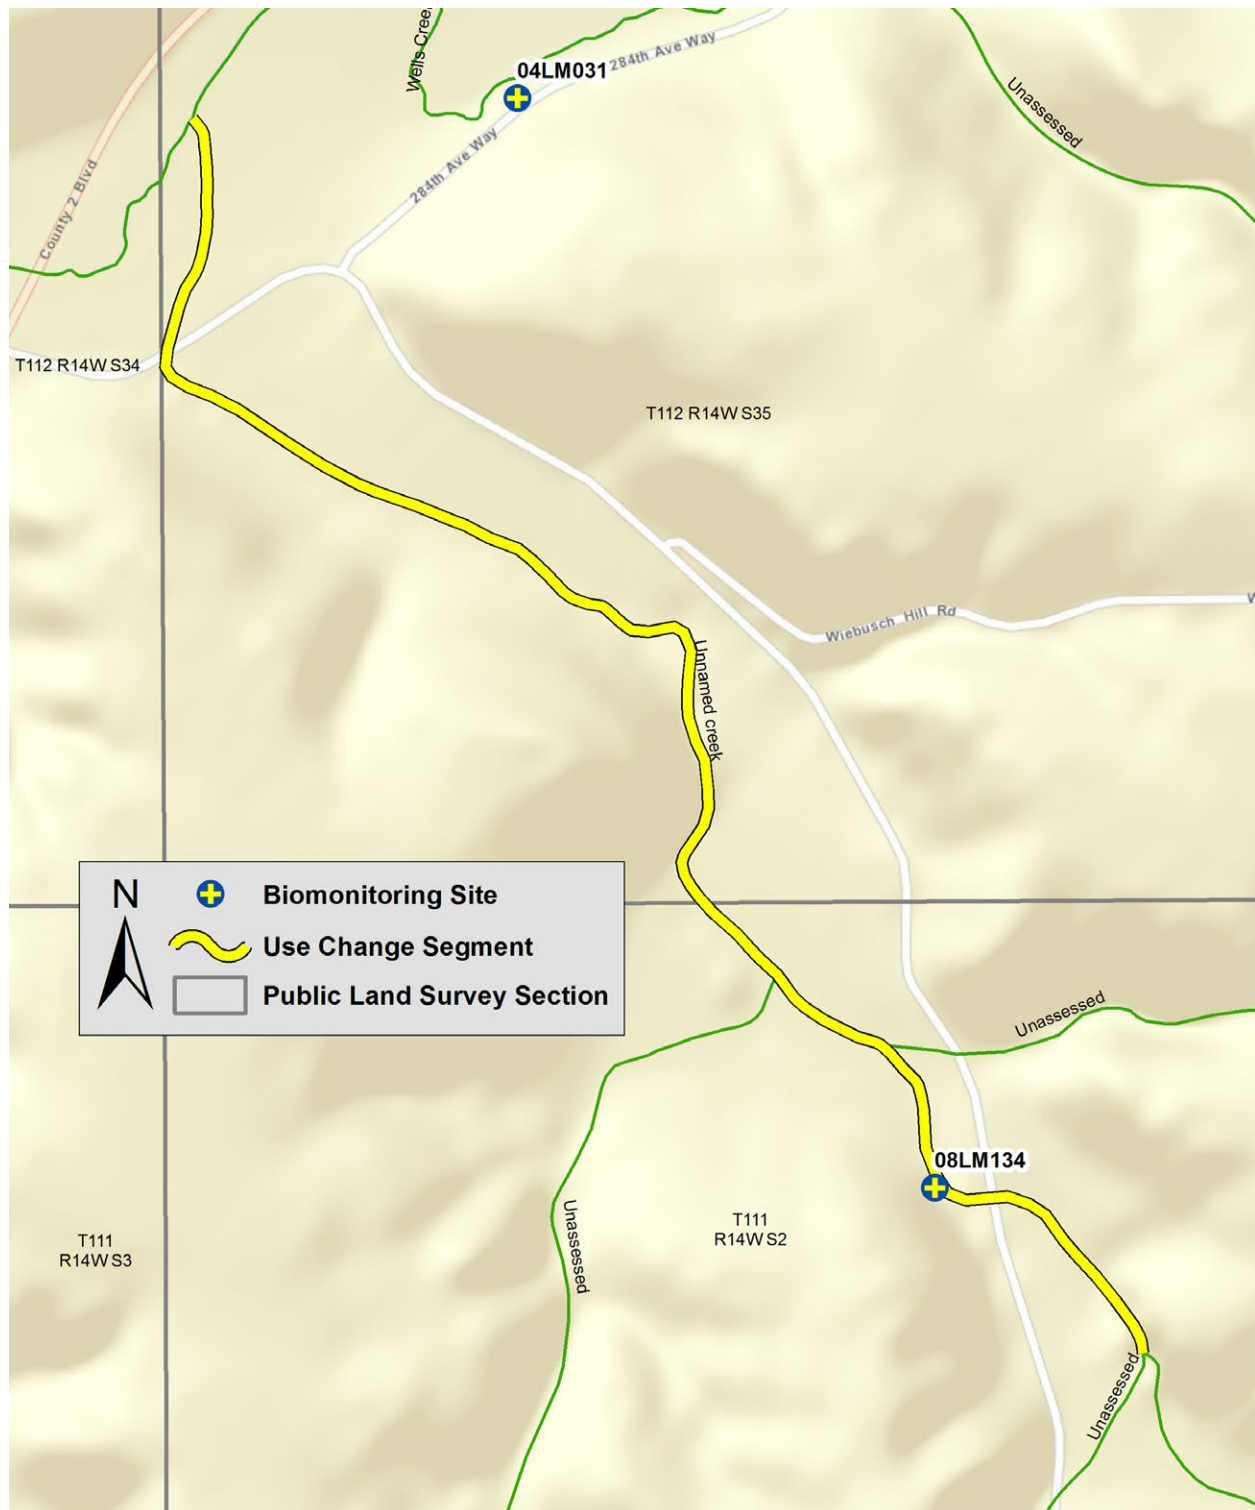 Wells Creek
04LM031
284th Ave Way
Unassessed
County 2 Blvd
284th Ave Way
T112 R14W S34
T112 R14W S35
Wiebusch Hill Rd
W
Unnamed creek
N
Biomonitoring Site
Use Change Segment
Public Land Survey Section
Unassessed
08LM134
Unassessed
T111
R14W S2
T111
R14W S3
Unassessed